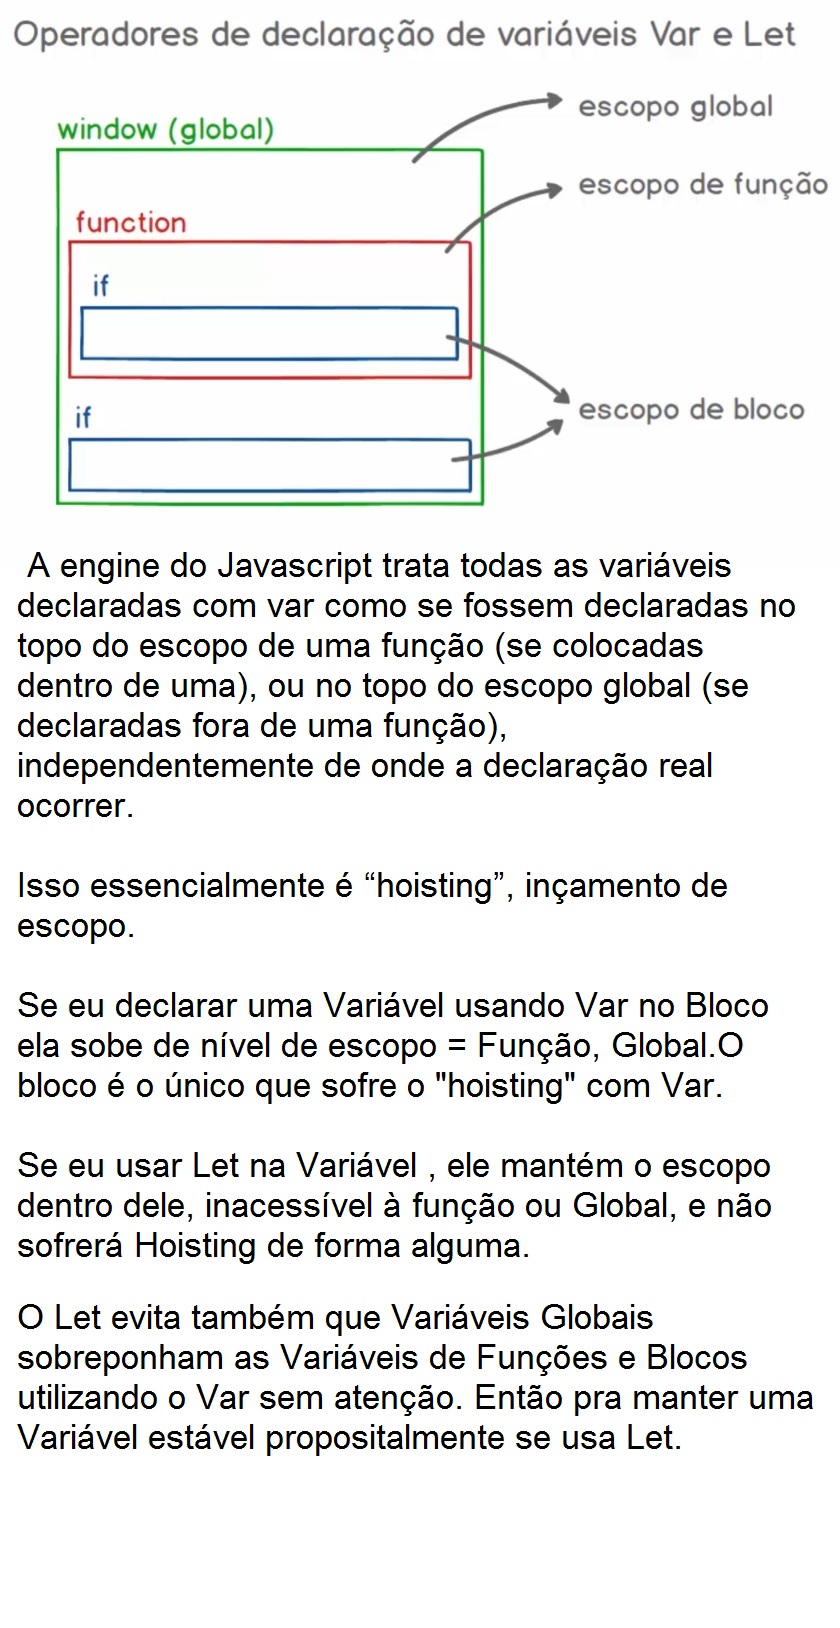 Operadores de declaração de variáveis Var e Let
escopo global
window (global)
escopo de função
function
if
if
escopo de bloco
A engine do Javascript trata todas as variáveis
declaradas com var como se fossem declaradas no
topo do escopo de uma função (se colocadas
dentro de uma), ou no topo do escopo global (se
declaradas fora de uma função),
independentemente de onde a declaração real
ocorrer.
Isso essencialmente é “hoisting”, inçamento de
escopo.
Se eu declarar uma Variável usando Var no Bloco
ela sobe de nível de escopo = Função, Global.O
bloco é o único que sofre o "hoisting" com Var.
Se eu usar Let na Variável , ele mantém o escopo
dentro dele, inacessível à função ou Global, e não
sofrerá Hoisting de forma alguma.
O Let evita também que Variáveis Globais
sobreponham as Variáveis de Funções e Blocos
utilizando o Var sem atenção. Então pra manter uma
Variável estável propositalmente se usa Let.